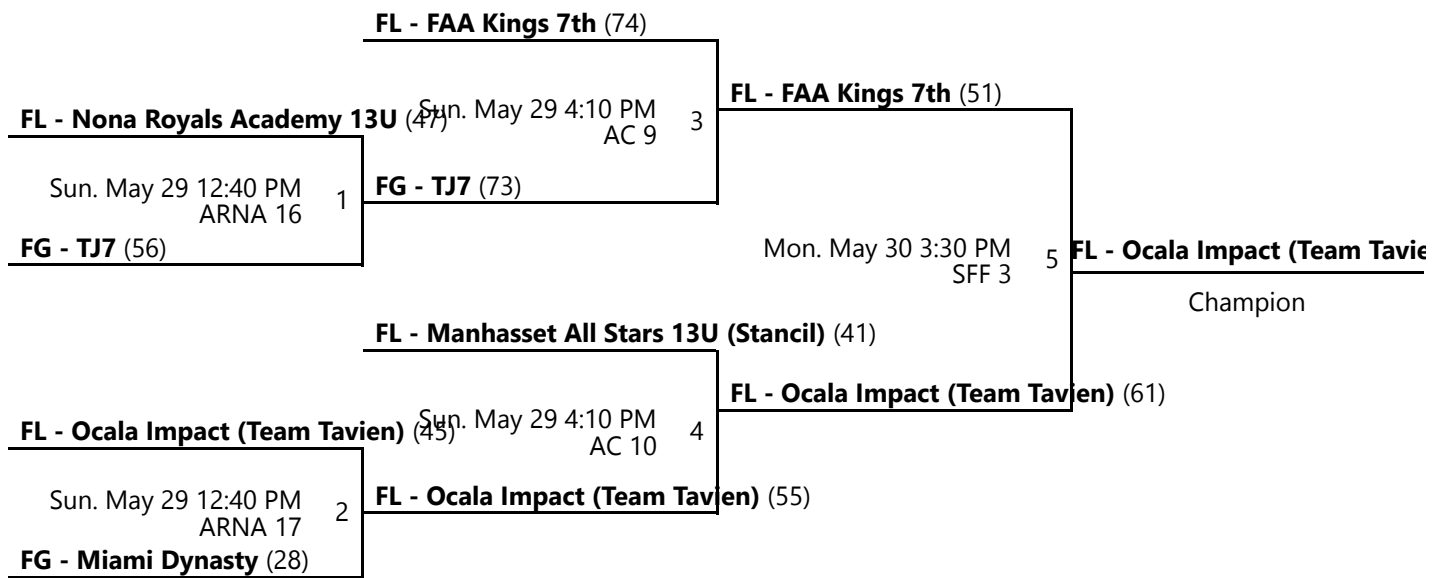 FL - FAA Kings 7th (74)
FL - FAA Kings 7th (51)
FL - Nona Royals Academy 13U (47)
Sun. May 29 4:10 PM
AC 9
3
Sun. May 29 12:40 PM
ARNA 16
1
FG - TJ7 (73)
FG - TJ7 (56)
Mon. May 30 3:30 PM
SFF 3
5
FL - Ocala Impact (Team Tavie
Champion
FL - Manhasset All Stars 13U (Stancil) (41)
FL - Ocala Impact (Team Tavien) (61)
FL - Ocala Impact (Team Tavien) (45)
Sun. May 29 4:10 PM
AC 10
4
Sun. May 29 12:40 PM
ARNA 17
2
FL - Ocala Impact (Team Tavien) (55)
FG - Miami Dynasty (28)